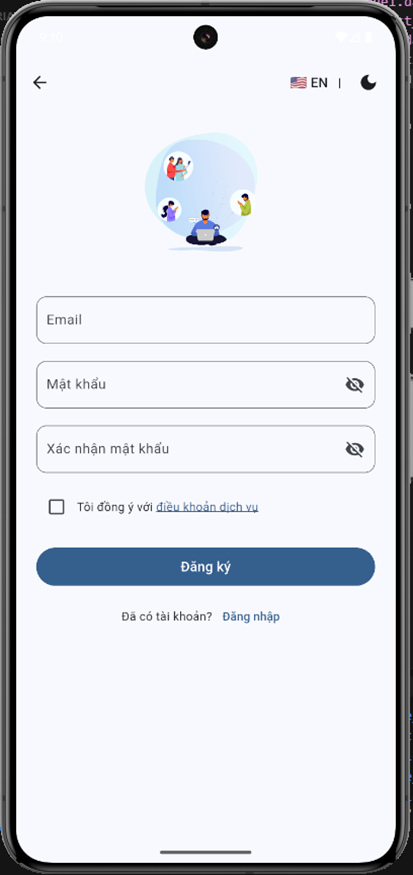 EN |
Email
Mật khẩu
Xác nhận mật khẩu
Tôi đồng ý với điều khoản dịch vụ
Đăng ký
Đã có tài khoản? Đăng nhập